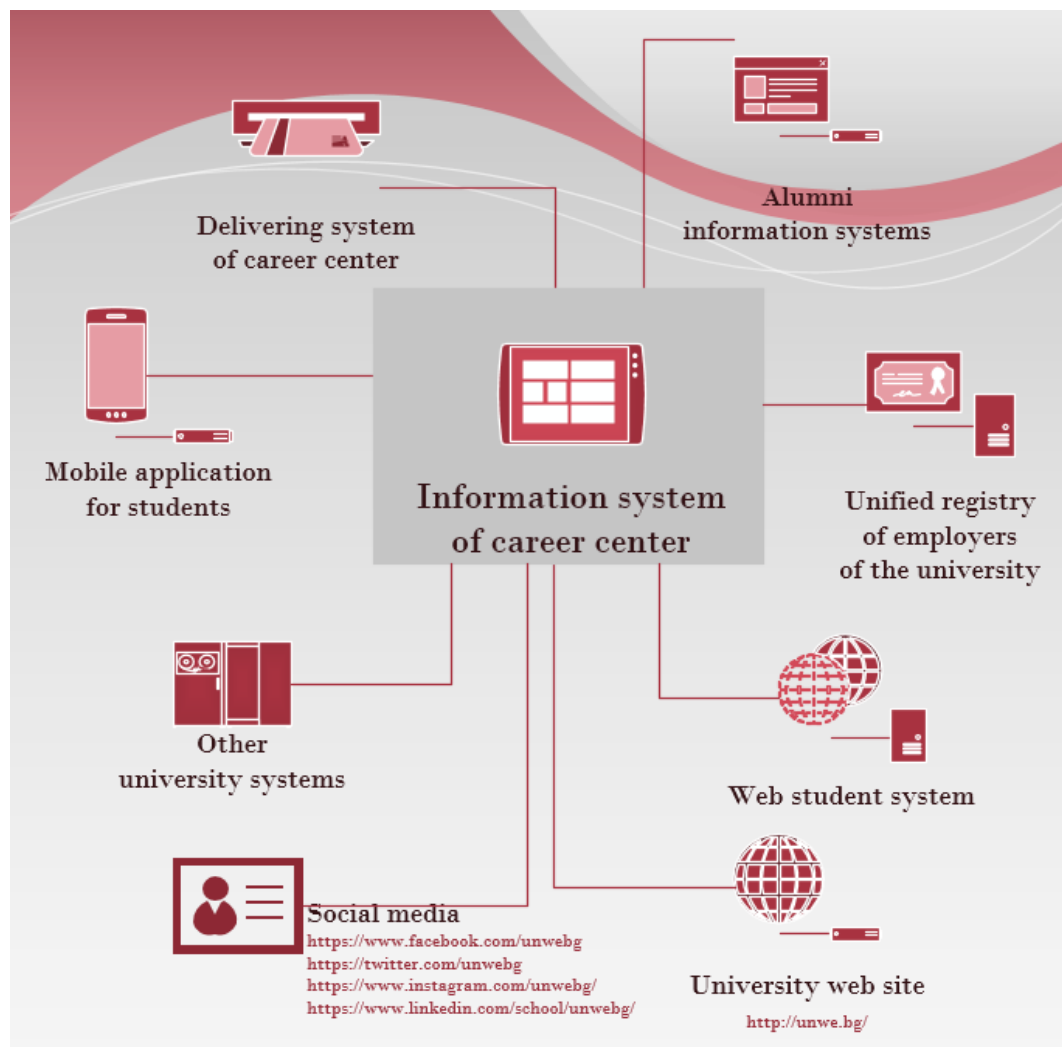 Alumni
information systems
Delivering system
of career center
Mobile application
for students
Information system
of career center
Unified registry
of employers
of the university
Other
university systems
Web student system
Social media
https://www.facebook.com/unwebg
https://twitter.com/unwebg
https://www.instagram.com/unwebg/
https://www.linkedin.com/school/unwebg/
University web site
http://unwe.bg/